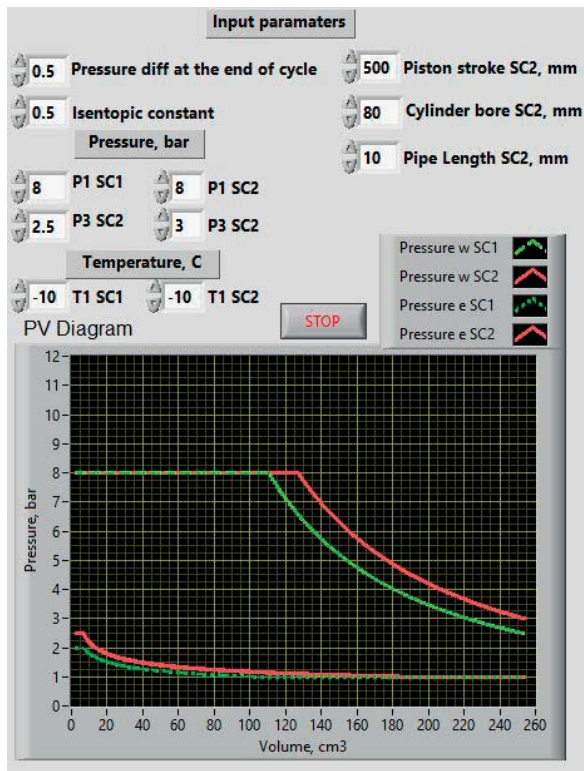 Input paramaters
0.5 Pressure diff at the end of cycle
500 Piston stroke SC2, mm
0.5 Isentopic constant
80 Cylinder bore SC2, mm
Pressure, bar
10 Pipe Length SC2, mm
8 P1 SC1 8 P1 SC2
2.5 P3 SC2 3 P3 SC2
Temperature, C
-10 T1 SC1 -10 T1 SC2
Pressure w SC1
Pressure w SC2
Pressure e SC1
Pressure e SC2
STOP
PV Diagram
12
11
10
9
8
7
6
5
4
3
2
1
0
Pressure, bar
0 20 40 60 80 100 120 140 160 180 200 220 240 260
Volume, cm3